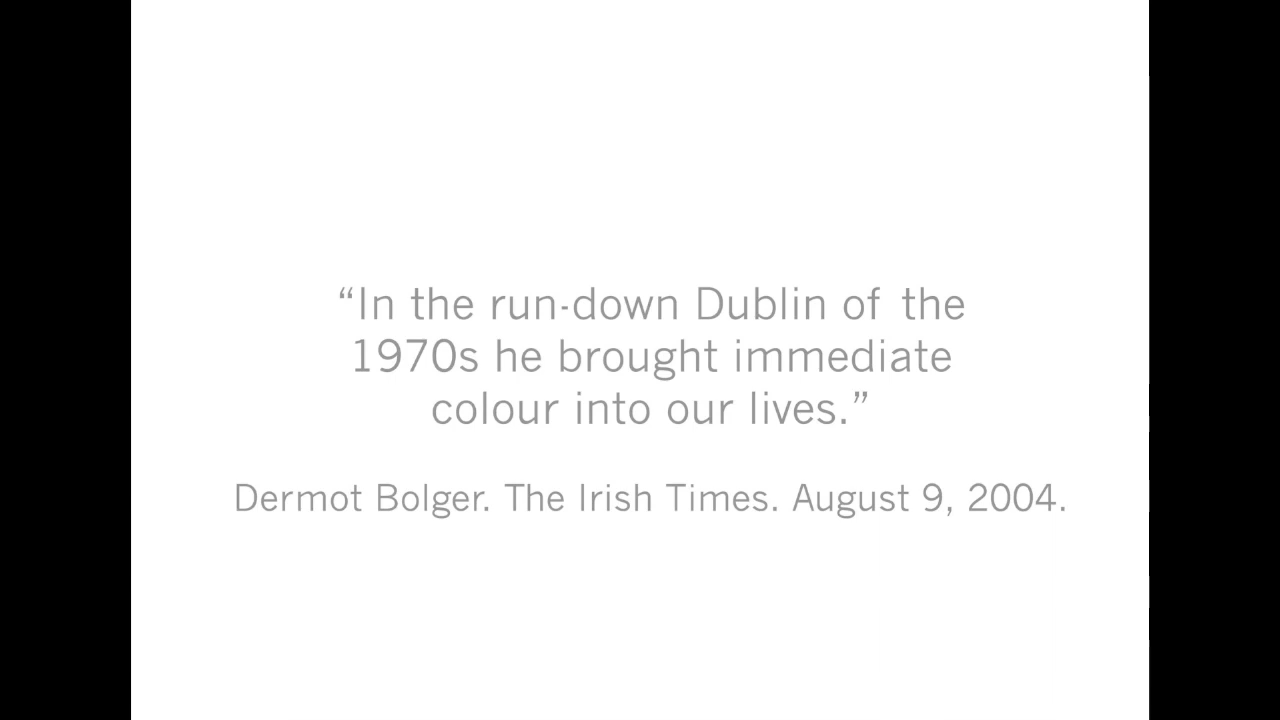 “In the run-down Dublin of the
1970s he brought immediate
colour into our lives.”
Dermot Bolger. The Irish Times. August 9, 2004.